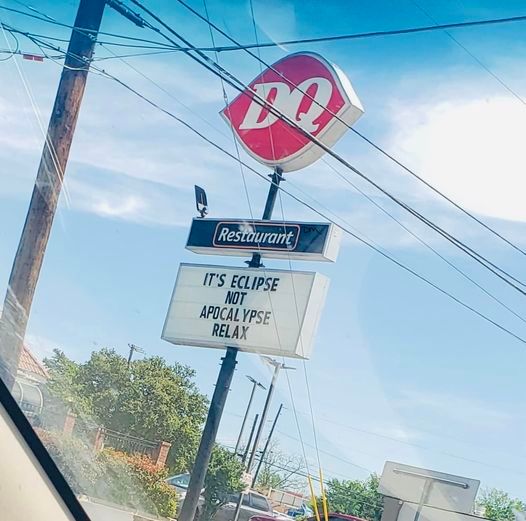 DQ
Restaurant
IT'S ECLIPSE
NOT
APOCALYPSE
RELAX